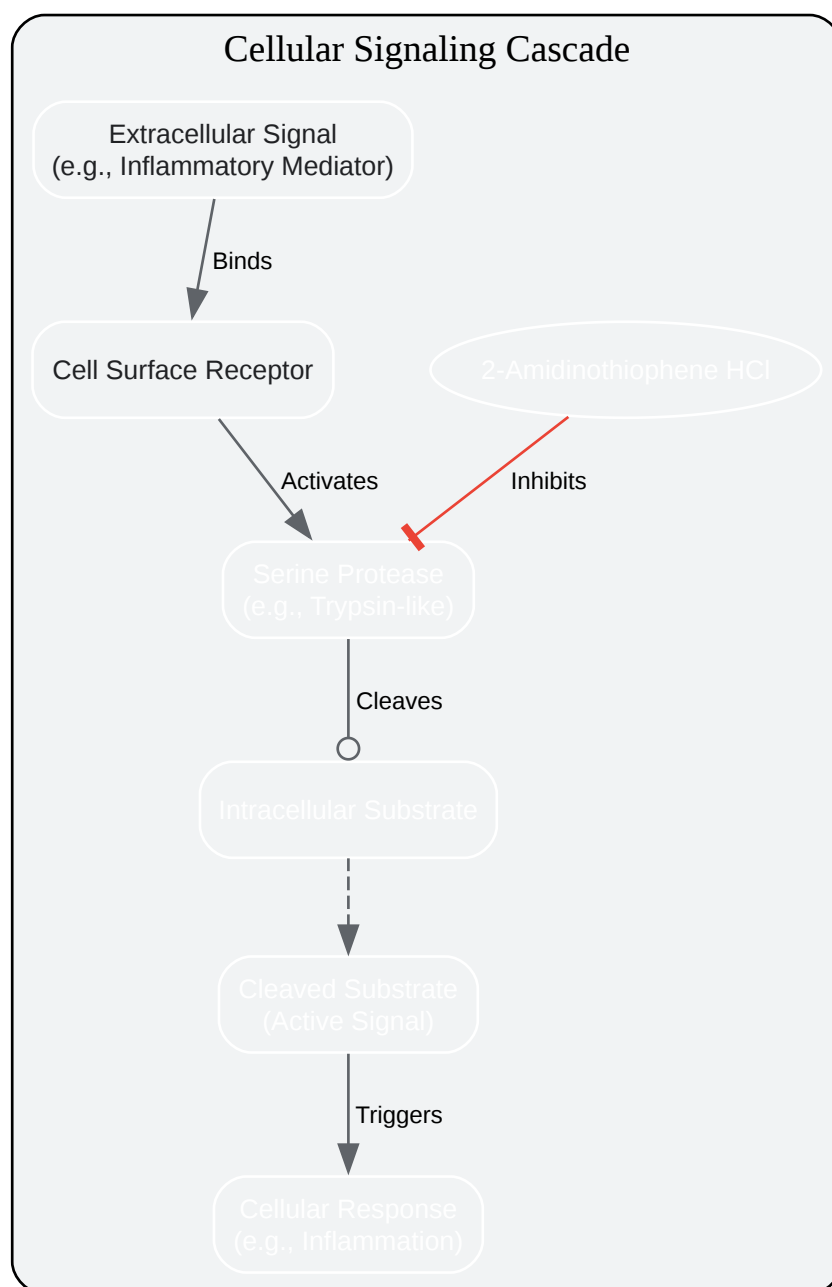 Cellular Signaling Cascade
Extracellular Signal
(e.g., Inflammatory Mediator)
Binds
Cell Surface Receptor
2-Amidinothiophene HCl
Activates
Inhibits
Serine Protease
(e.g., Trypsin-like)
Cleaves
Intracellular Substrate
Cleaved Substrate
(Active Signal)
Triggers
Cellular Response
(e.g., Inflammation)